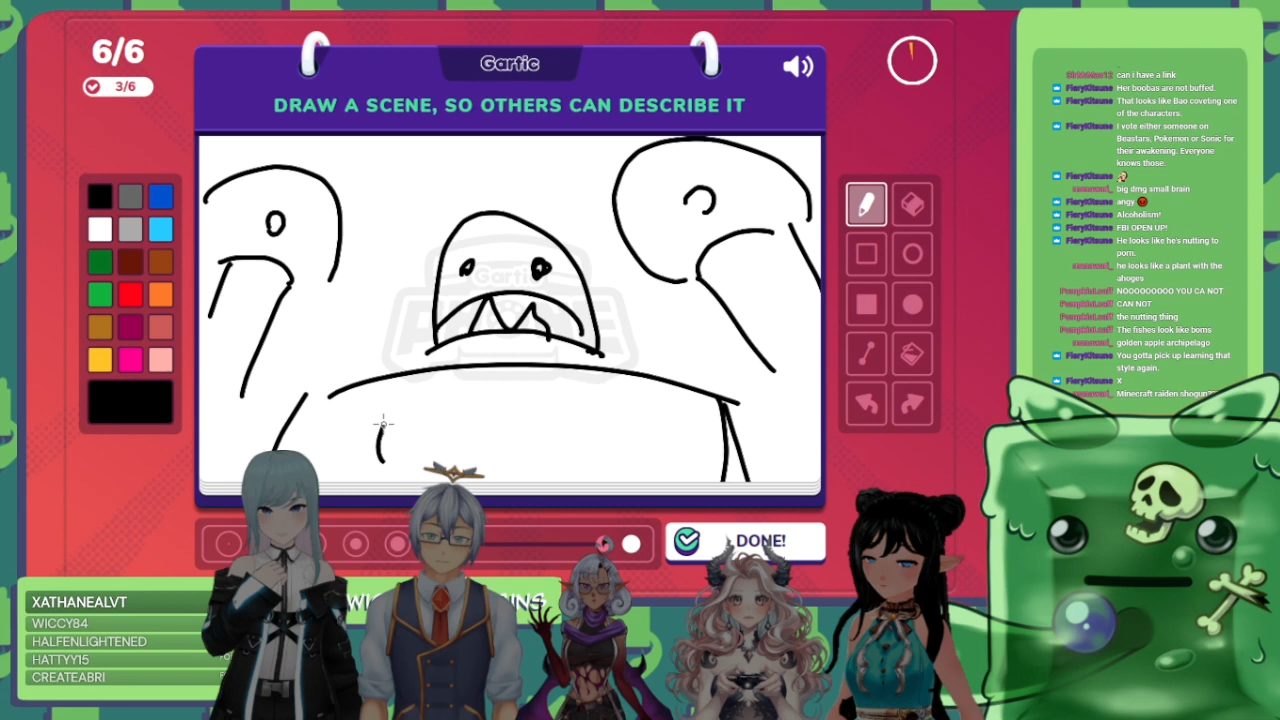 6/6
3/6
Gartic
DRAW A SCENE, SO OTHERS CAN DESCRIBE IT
Gartic
DONE!
XATHANEALVT
WICCY84
HALFENLIGHTENED
HATTYY15
CREATEABRI
can i have a link
FieryKitsune Her boobas are not buffed.
FieryKitsune That looks like Bao coveting one
of the characters.
FieryKitsune I vote either someone on
Beastars, Pokemon or Sonic for
their awakening. Everyone
knows those.
FieryKitsune
big dmg small brain
FieryKitsune angy
FieryKitsune Alcoholism!
FieryKitsune FBI OPEN UP!
FieryKitsune He looks like he's nutting to
porn.
he looks like a plant with the
ahoges
NOOOOOOOO YOU CA NOT
CAN NOT
the nutting thing
The fishes look like borns
golden apple archipelago
FieryKitsune You gotta pick up learning that
style again.
FieryKitsune X
Minecraft raiden shogun??